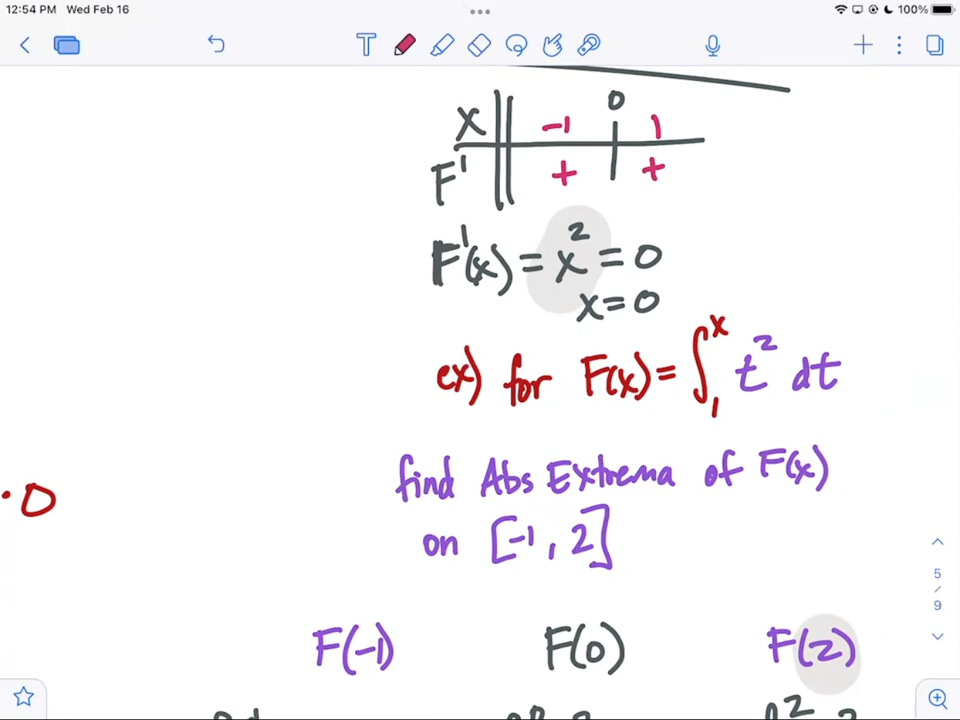 12:54 PM Wed Feb 16
100%
T
0
x -1 1
F' + +
F'(x) = x² = 0
x = 0
ex) for F(x) = ∫₁ˣ t² dt
find Abs Extrema of F(x)
on [-1, 2]
· 0
5
/
9
F(-1) F(0) F(2)